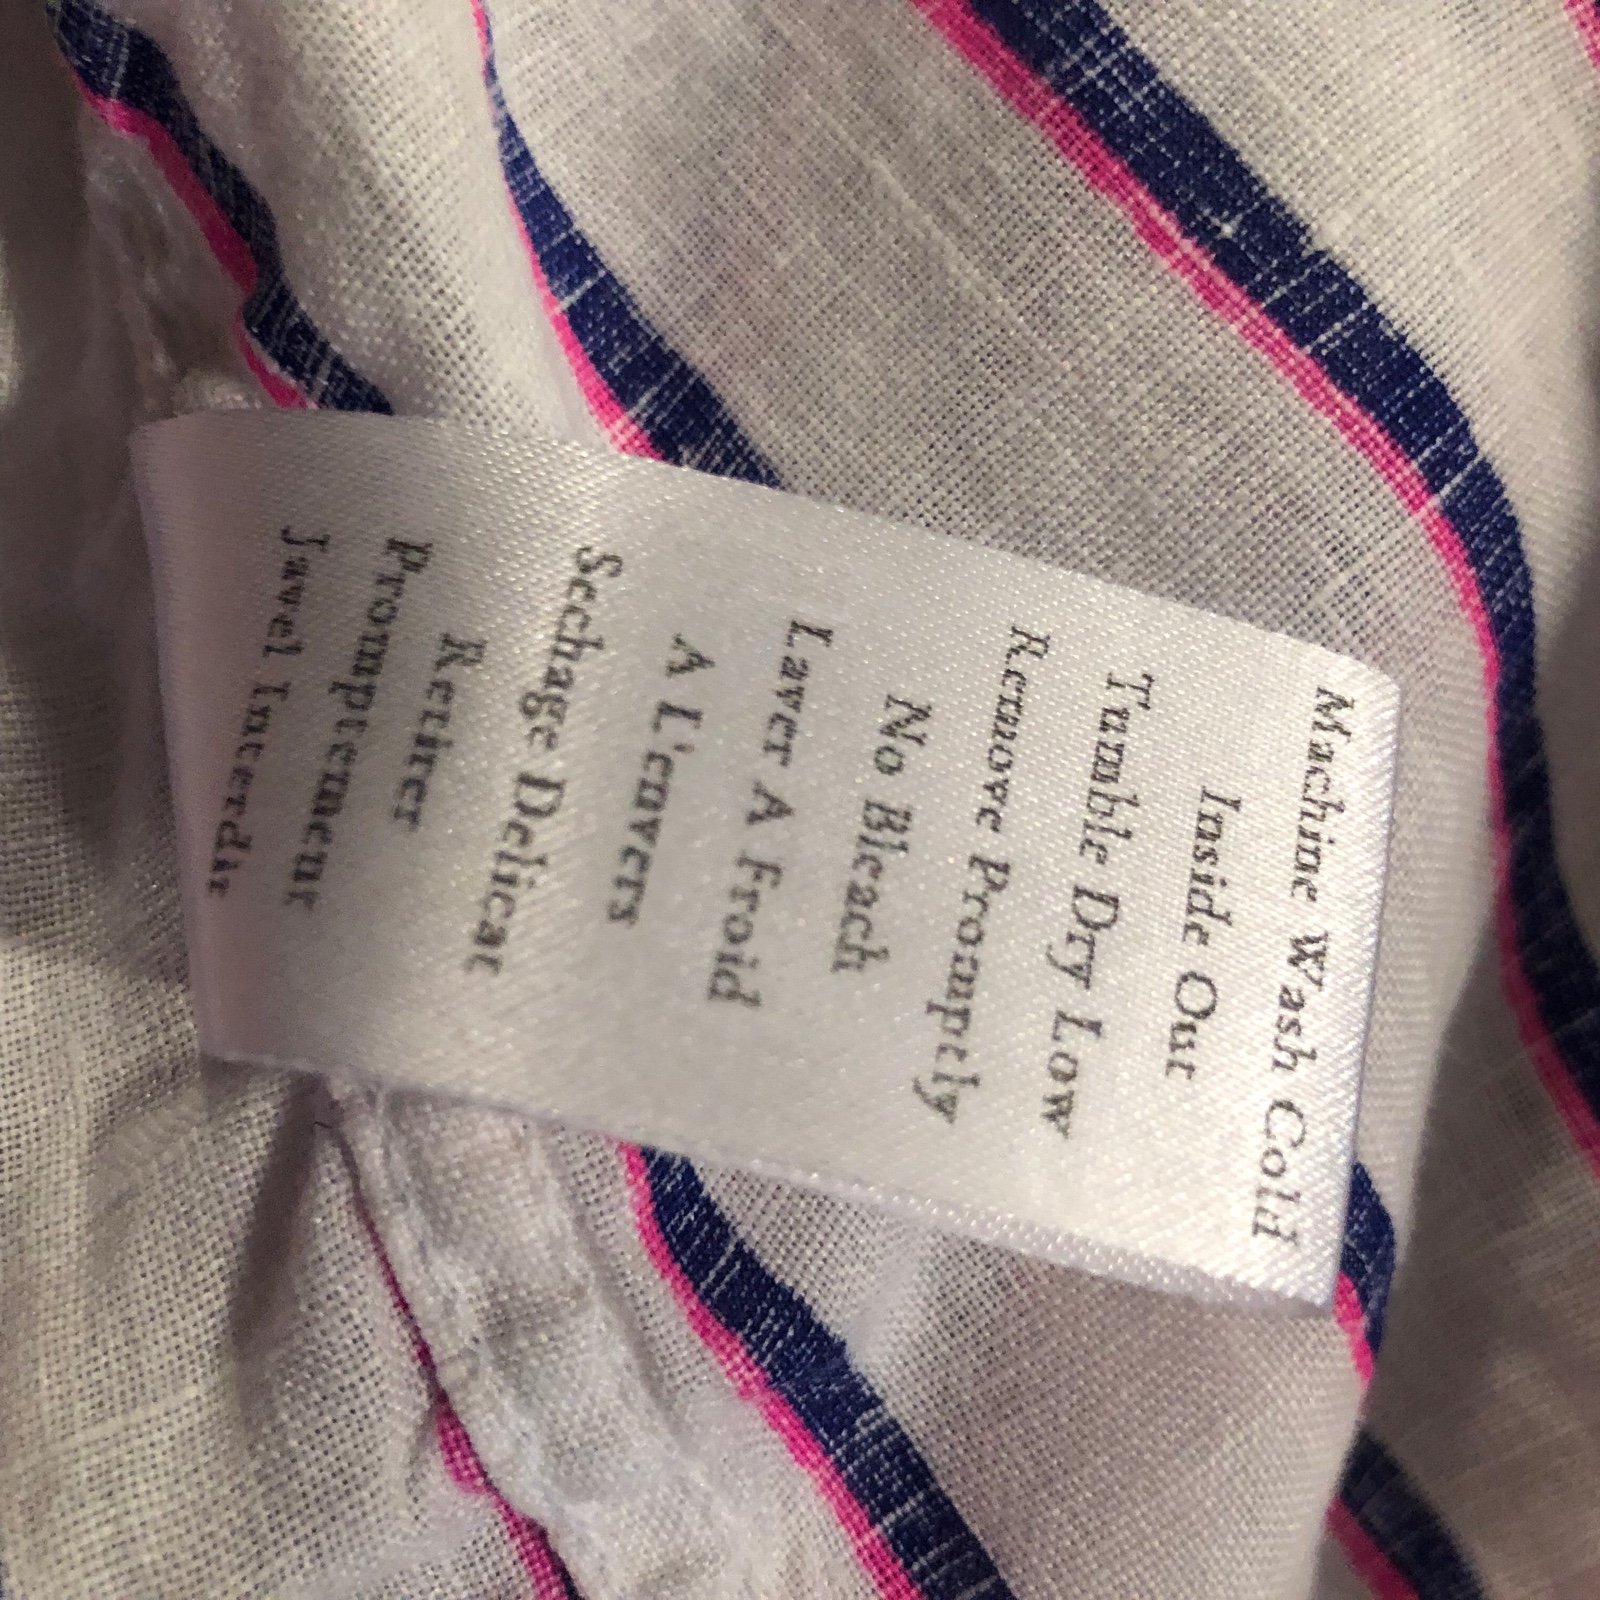 Machine Wash Cold
Inside Out
Tumble Dry Low
Remove Promptly
No Bleach
Laver A Froid
A L'envers
Sechage Delicat
Retirer
Promptement
Javel Interdit